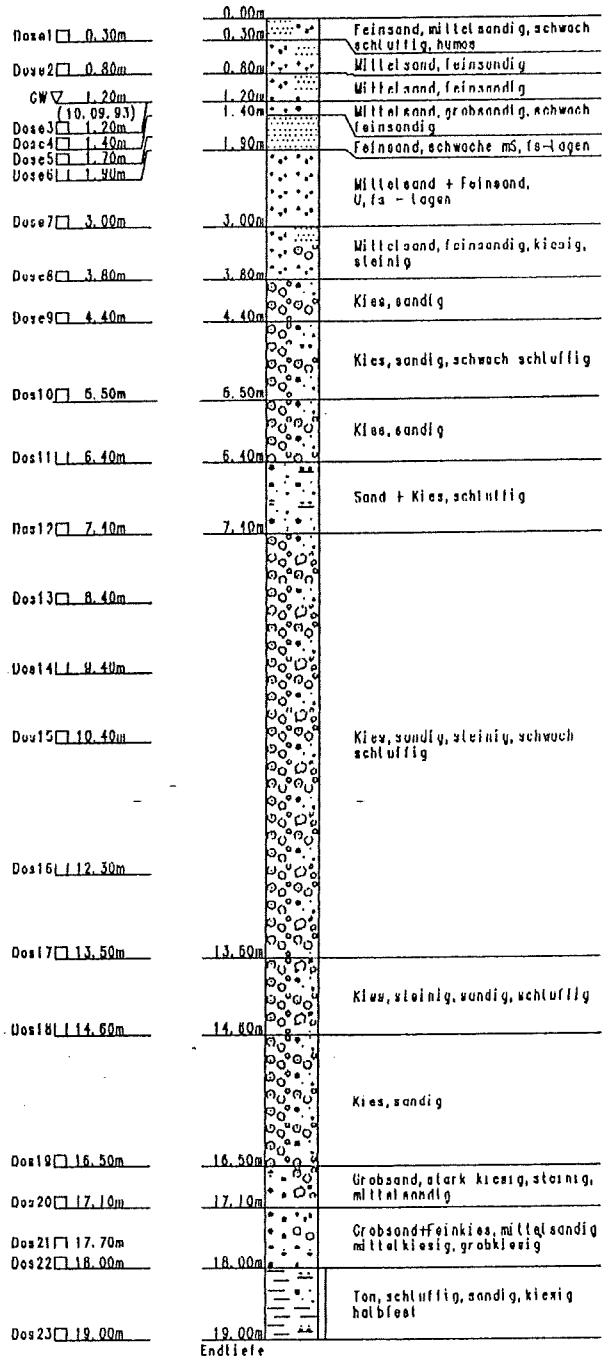 0.00m
Dose1 0.30m 0.30m Feinsand, mittelsandig, schwach
schluffig, humos
Dose2 0.80m 0.80m Mittelsand, feinsandig
GW 1.20m 1.20m Mittelsand, feinsandig
(10.09.93)
Dose3 1.20m 1.40m Mittelsand, grobsandig, schwach
feinsandig
Dose4 1.40m
Dose5 1.70m 1.90m Feinsand, schwache mS, fs-lagen
Dose6 1.90m
Mittelsand + Feinsand,
U, fs - lagen
Dose7 3.00m 3.00m
Mittelsand, feinsandig, kiesig,
steinig
Dose8 3.80m 3.80m
Kies, sandig
Dose9 4.40m 4.40m
Kies, sandig, schwach schluffig
Dos10 5.50m 5.50m
Kies, sandig
Dos11 6.40m 6.40m
Sand + Kies, schluffig
Dos12 7.10m 7.10m
Dos13 8.40m
Dos14 9.40m
Dos15 10.40m Kies, sandig, steinig, schwach
schluffig
Dos16 12.30m
Dos17 13.50m 13.50m
Kies, steinig, sandig, schluffig
Dos18 14.60m 14.60m
Kies, sandig
Dos19 16.50m 16.50m
Grobsand, stark kiesig, steinig,
mittelsandig
Dos20 17.10m 17.10m
Grobsand+Feinkies, mittelsandig
mittelkiesig, grobkiesig
Dos21 17.70m
Dos22 18.00m 18.00m
Ton, schluffig, sandig, kiesig
halbfest
Dos23 19.00m 19.00m
Endtiefe